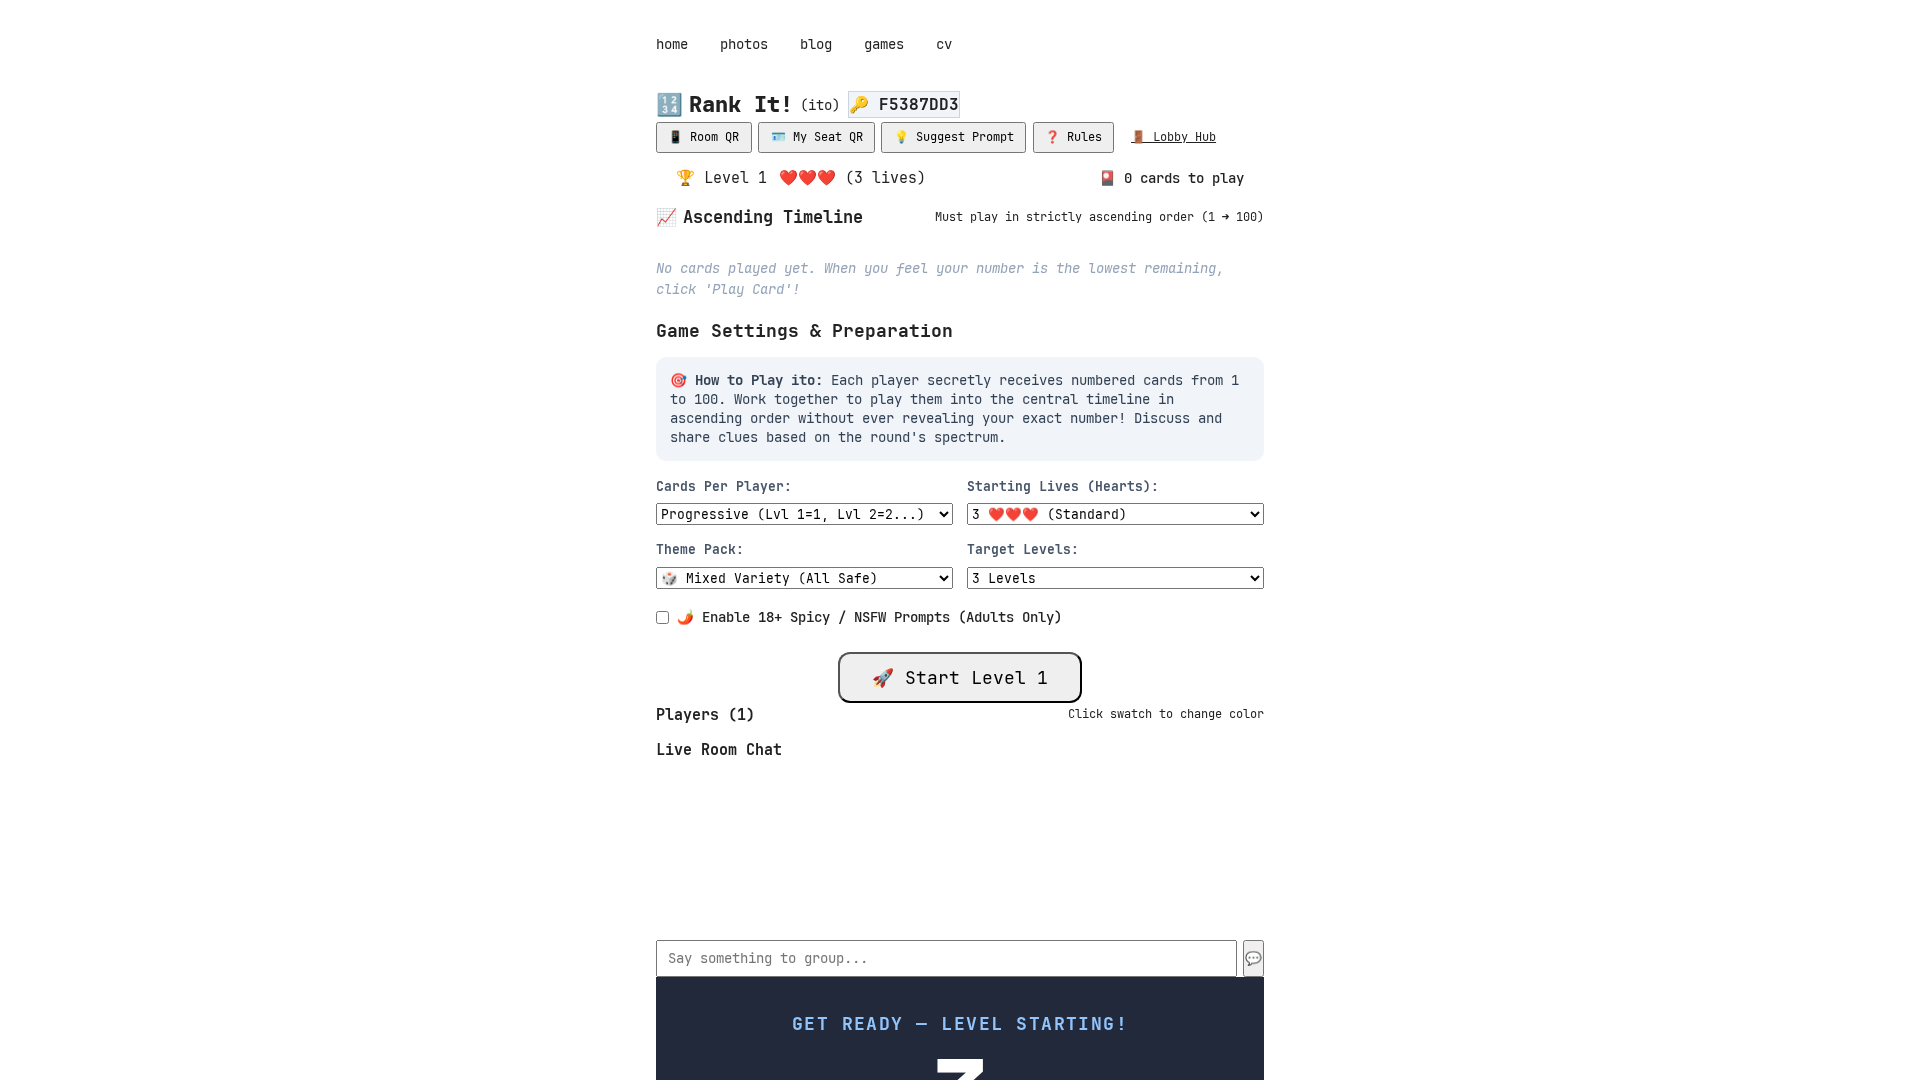 home photos blog games cv
🔢 Rank It! (ito) 🔑 F5387DD3
📱 Room QR 🪪 My Seat QR 💡 Suggest Prompt ❓ Rules 🚪 Lobby Hub
🏆 Level 1 ❤️❤️❤️ (3 lives) 🎴 0 cards to play
📈 Ascending Timeline Must play in strictly ascending order (1 → 100)
No cards played yet. When you feel your number is the lowest remaining,
click 'Play Card'!
Game Settings & Preparation
🎯 How to Play ito: Each player secretly receives numbered cards from 1
to 100. Work together to play them into the central timeline in
ascending order without ever revealing your exact number! Discuss and
share clues based on the round's spectrum.
Cards Per Player: Starting Lives (Hearts):
Progressive (Lvl 1=1, Lvl 2=2...) 3 ❤️❤️❤️ (Standard)
Theme Pack: Target Levels:
🎲 Mixed Variety (All Safe) 3 Levels
🌶️ Enable 18+ Spicy / NSFW Prompts (Adults Only)
🚀 Start Level 1
Players (1) Click swatch to change color
Live Room Chat
Say something to group... 💬
GET READY — LEVEL STARTING!